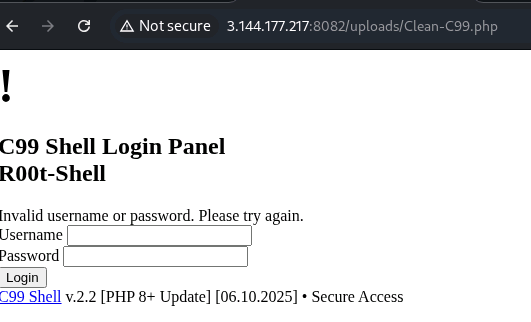 Not secure 3.144.177.217:8082/uploads/Clean-C99.php
!
C99 Shell Login Panel
R00t-Shell
Invalid username or password. Please try again.
Username
Password
Login
C99 Shell v.2.2 [PHP 8+ Update] [06.10.2025] • Secure Access